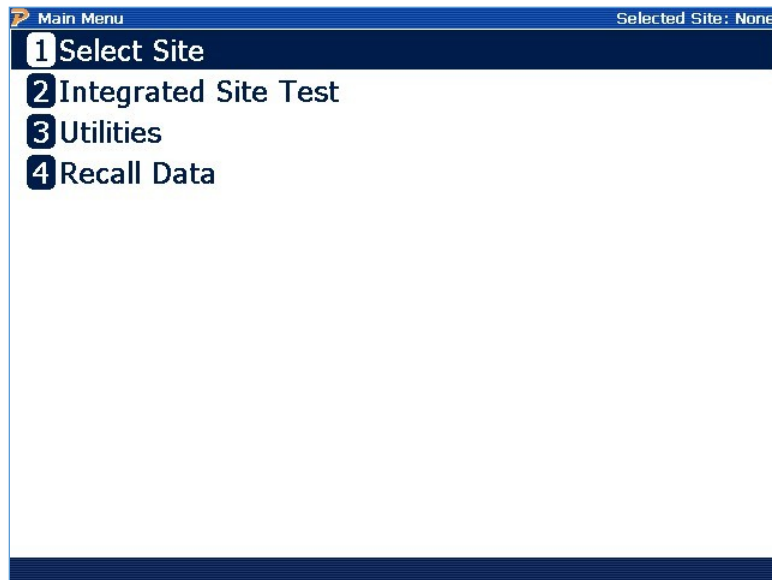 Main Menu Selected Site: None
1 Select Site
2 Integrated Site Test
3 Utilities
4 Recall Data